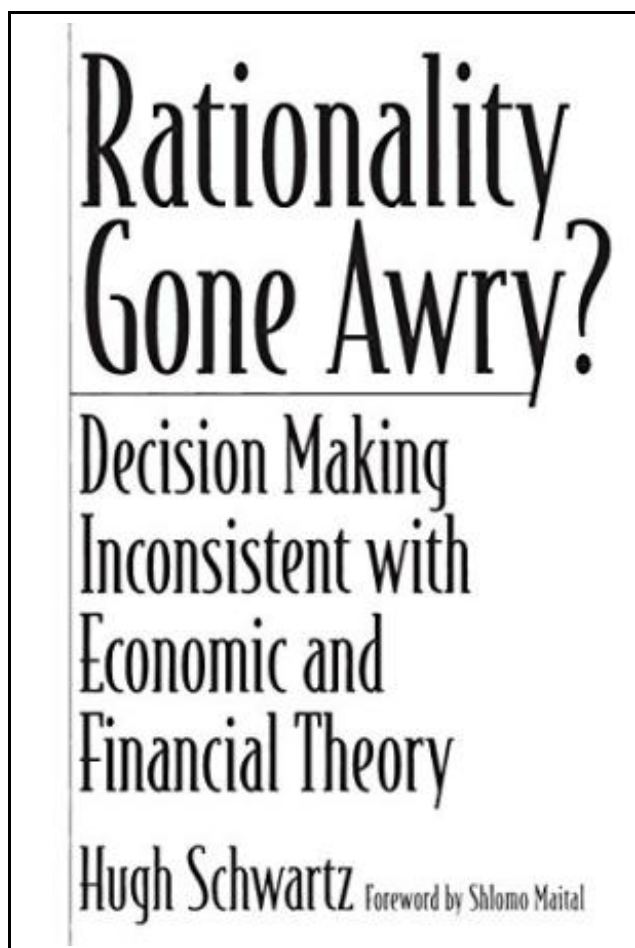 Rationality
Gone Awry?
Decision Making
Inconsistent with
Economic and
Financial Theory
Hugh Schwartz Foreword by Shlomo Maital